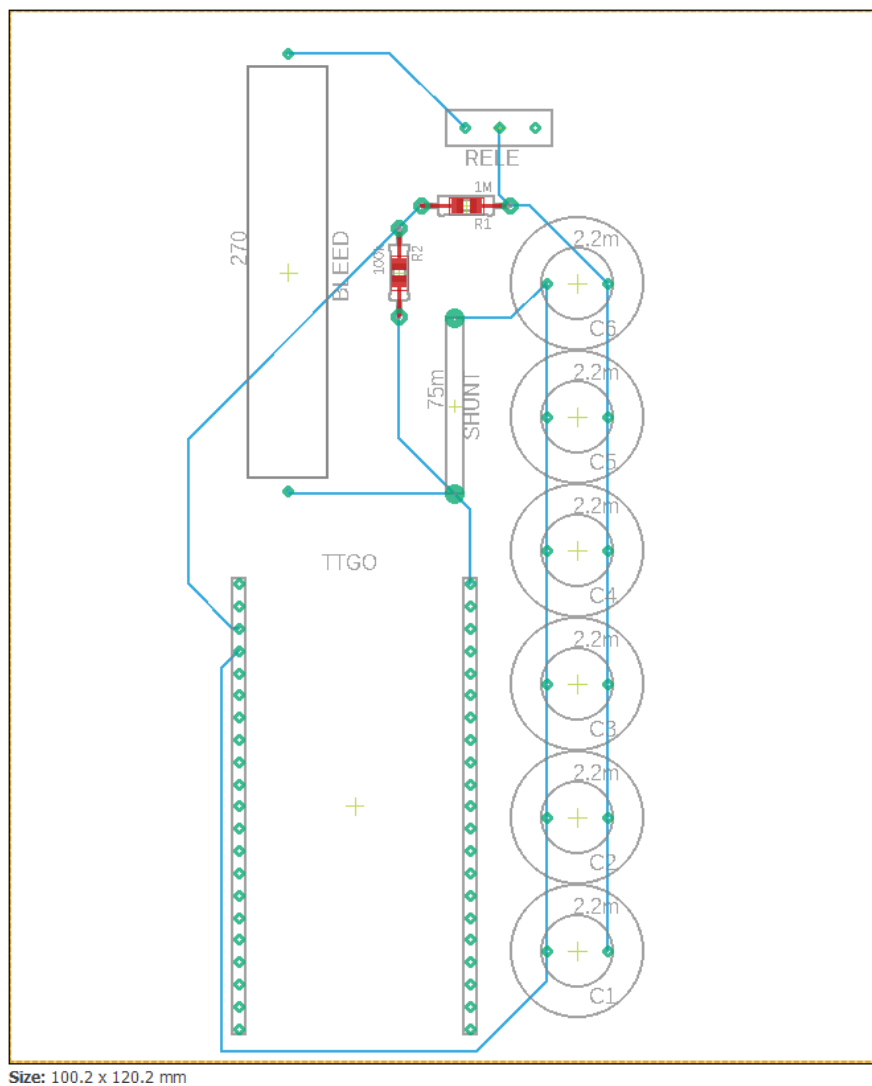 RELE
1M
R1
270
BLEED
100k
R2
2.2m
C6
75m
SHUNT
2.2m
C5
2.2m
C4
TTGO
2.2m
C3
2.2m
C2
2.2m
C1
Size: 100.2 x 120.2 mm